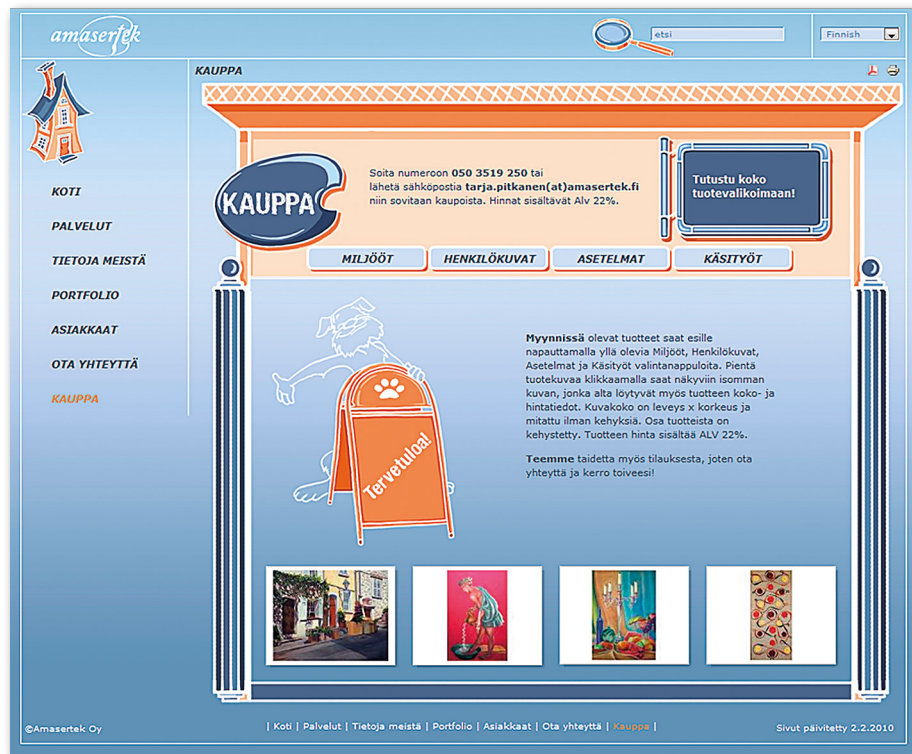 amasertek
etsi
Finnish
KAUPPA
KOTI
PALVELUT
TIETOJA MEISTÄ
PORTFOLIO
ASIAKKAAT
OTA YHTEYTTÄ
KAUPPA
KAUPPA
Soita numeroon 050 3519 250 tai
lähetä sähköpostia tarja.pitkanen(at)amasertek.fi
niin sovitaan kaupoista. Hinnat sisältävät Alv 22%.
Tutustu koko
tuotevalikoimaan!
MILJÖÖT
HENKILÖKUVAT
ASETELMAT
KÄSITYÖT
Tervetuloa!
Myynnissä olevat tuotteet saat esille
napauttamalla yllä olevia Miljööt, Henkilökuvat,
Asetelmat ja Käsityöt valintanappuloita. Pientä
tuotekuvaa klikkaamalla saat näkyviin isomman
kuvan, jonka alta löytyvät myös tuotteen koko- ja
hintatiedot. Kuvakoko on leveys x korkeus ja
mitattu ilman kehyksiä. Osa tuotteista on
kehystetty. Tuotteen hinta sisältää ALV 22%.
Teemme taidetta myös tilauksesta, joten ota
yhteyttä ja kerro toiveesi!
©Amasertek Oy
| Koti | Palvelut | Tietoja meistä | Portfolio | Asiakkaat | Ota yhteyttä | Kauppa |
Sivut päivitetty 2.2.2010